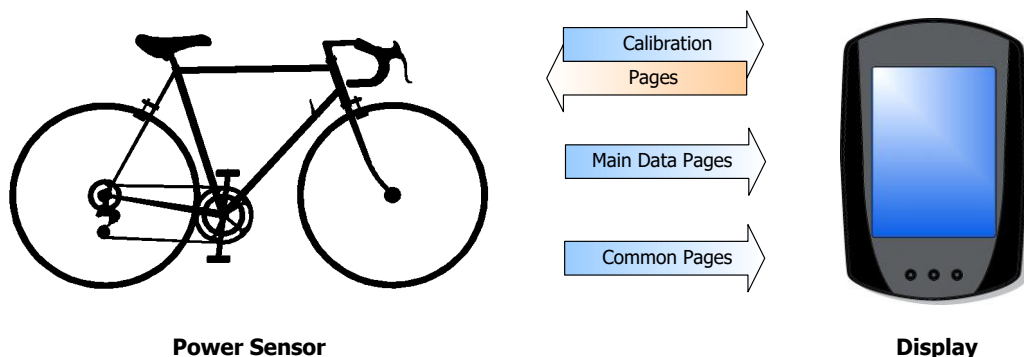 Calibration
Pages
Main Data Pages
Common Pages
Power Sensor
Display